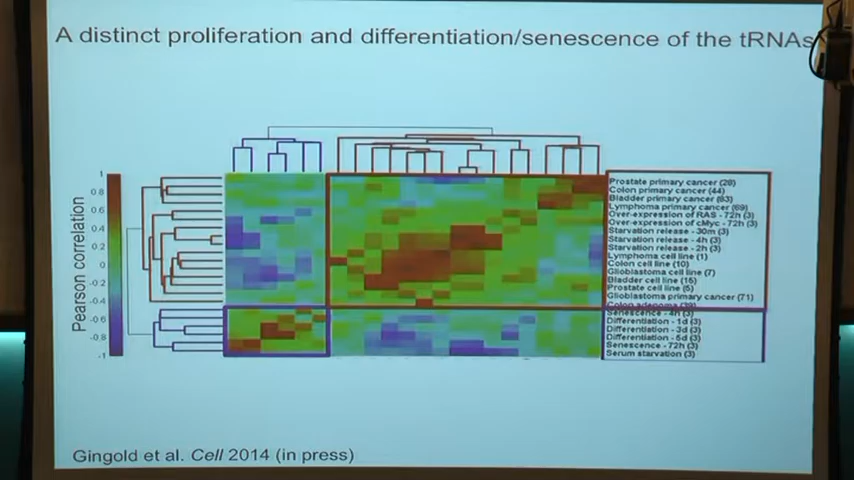 A distinct proliferation and differentiation/senescence of the tRNAs
Pearson correlation
1
0.8
0.6
0.4
0.2
0
-0.2
-0.4
-0.6
-0.8
-1
Prostate primary cancer (28)
Colon primary cancer (44)
Bladder primary cancer (83)
Lymphoma primary cancer (69)
Over-expression of RAS - 72h (3)
Over-expression of cMyc - 72h (3)
Starvation release - 30m (3)
Starvation release - 4h (3)
Starvation release - 2h (3)
Lymphoma cell line (1)
Colon cell line (10)
Glioblastoma cell line (7)
Bladder cell line (15)
Prostate cell line (5)
Glioblastoma primary cancer (71)
Colon adenoma (39)
Senescence - 4h (3)
Differentiation - 1d (3)
Differentiation - 3d (3)
Differentiation - 5d (3)
Senescence - 72h (3)
Serum starvation (3)
Gingold et al. Cell 2014 (in press)